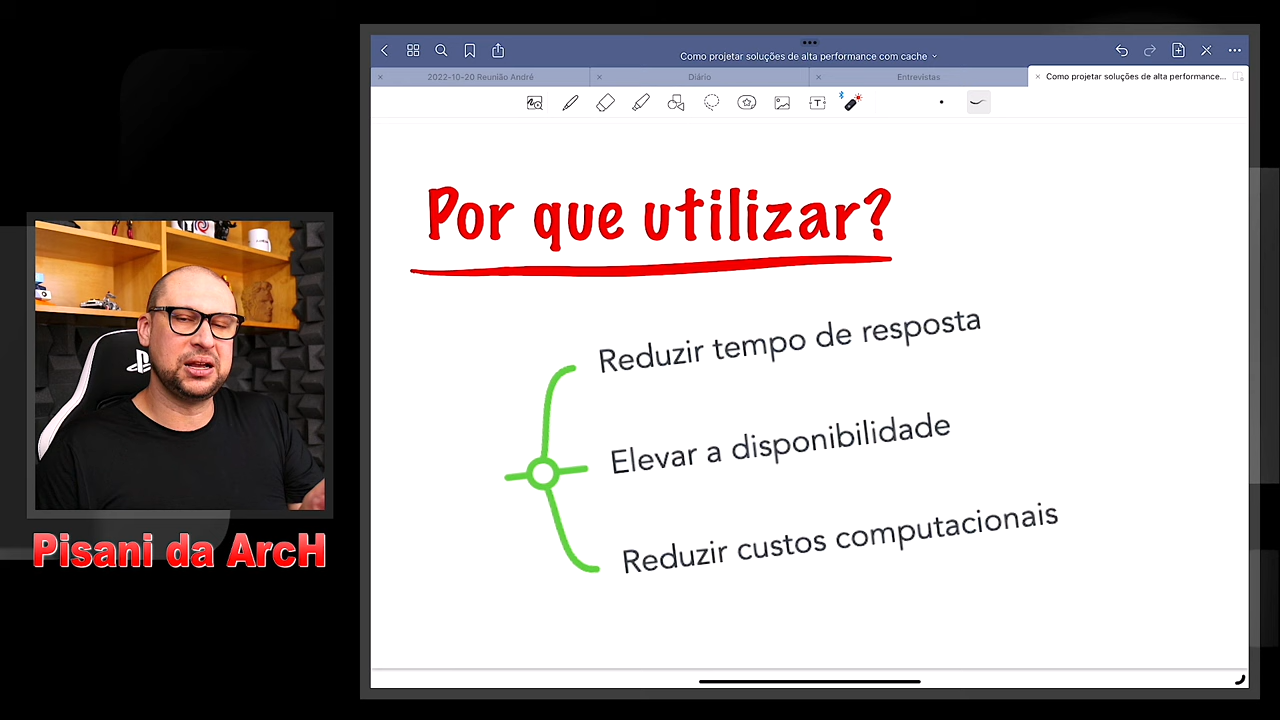 Como projetar soluções de alta performance com cache
2022-10-20 Reunião André
Diário
Entrevistas
Como projetar soluções de alta performance...
T
Por que utilizar?
Reduzir tempo de resposta
Elevar a disponibilidade
Reduzir custos computacionais
Pisani da ArcH